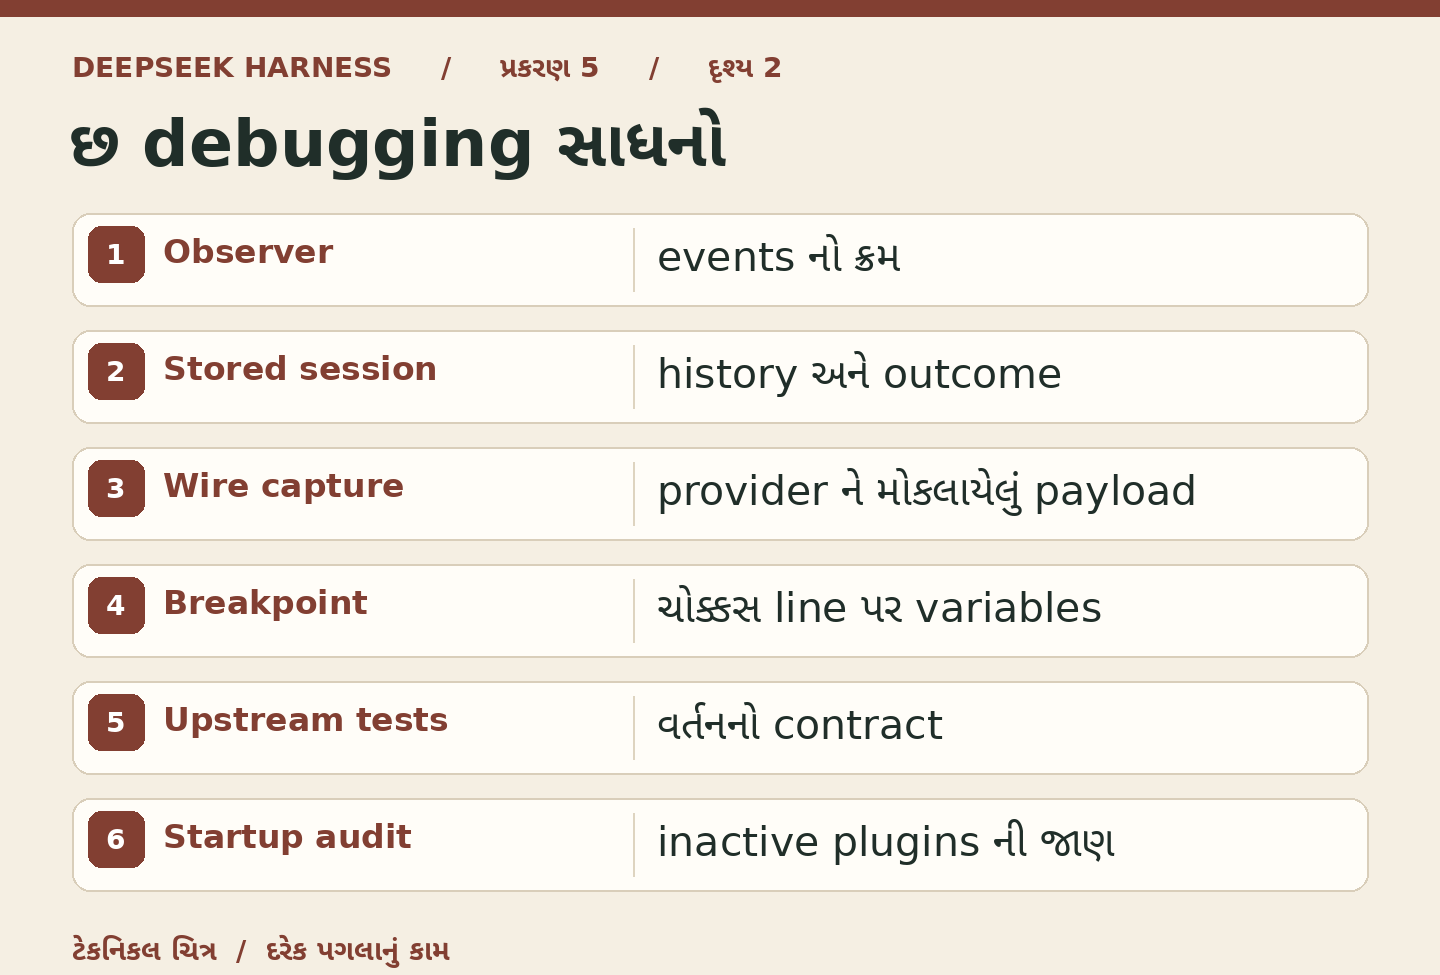 DEEPSEEK HARNESS / પ્રકરણ 5 / દૃશ્ય 2
છ debugging સાધનો
1 Observer events નો ક્રમ
2 Stored session history અને outcome
3 Wire capture provider ને મોકલાયેલું payload
4 Breakpoint ચોક્કસ line પર variables
5 Upstream tests વર્તનનો contract
6 Startup audit inactive plugins ની જાણ
ટેકનિકલ ચિત્ર / દરેક પગલાનું કામ